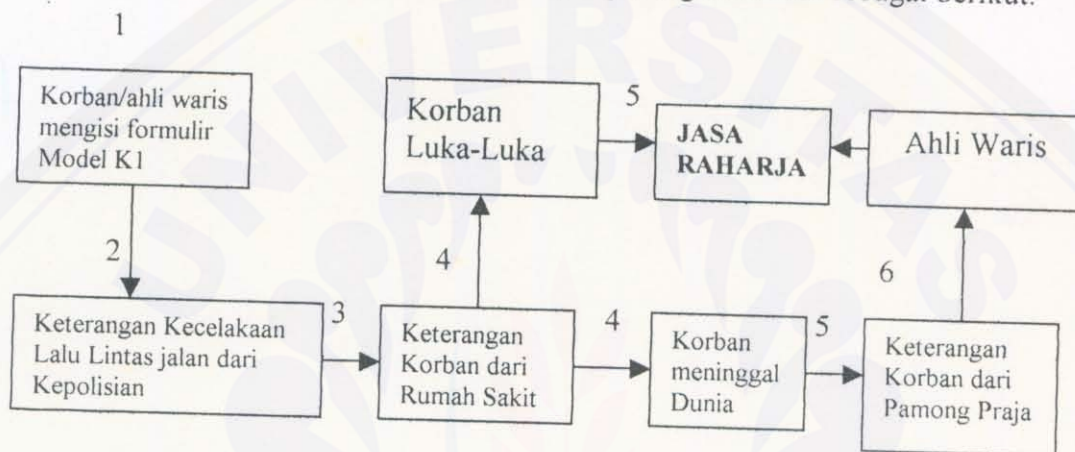 berikut:
1
Korban/ahli waris
mengisi formulir
Model K1
Korban
Luka-Luka
5
JASA
RAHARJA
Ahli Waris
2
4
6
Keterangan Kecelakaan
Lalu Lintas jalan dari
Kepolisian
3
Keterangan
Korban dari
Rumah Sakit
4
Korban
meninggal
Dunia
5
Keterangan
Korban dari
Pamong Praja
UNIVERSITAS